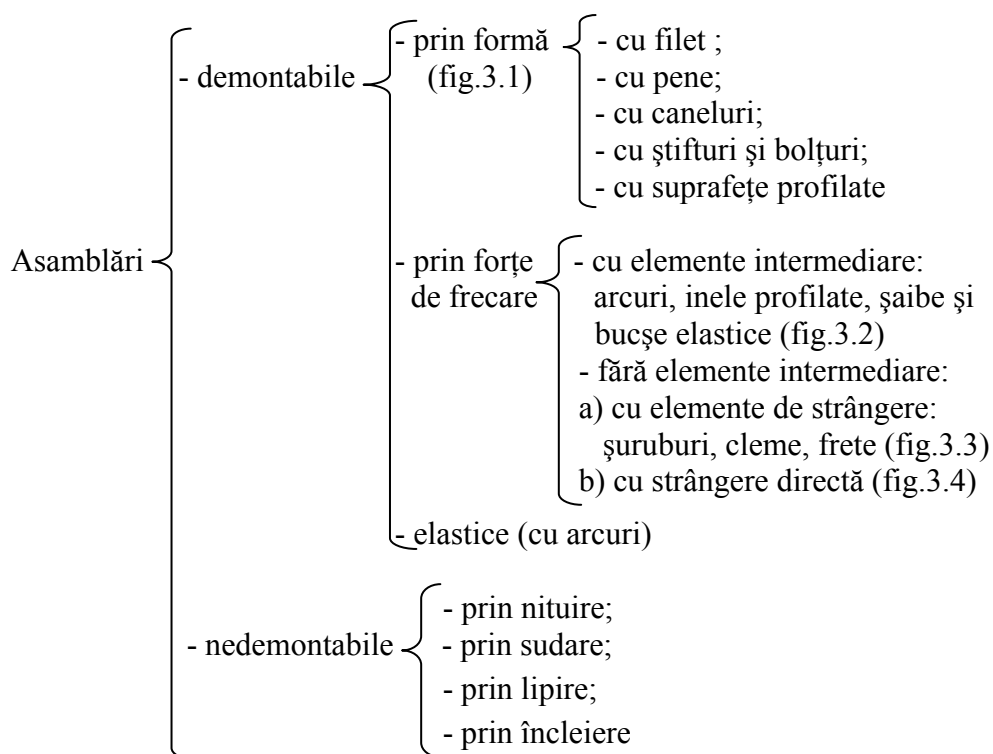 - prin formă
(fig.3.1)
- cu filet ;
- demontabile
- cu pene;
- cu caneluri;
- cu ştifturi şi bolțuri;
- cu suprafețe profilate
Asamblări
- prin forțe
de frecare
- cu elemente intermediare:
arcuri, inele profilate, şaibe şi
bucşe elastice (fig.3.2)
- fără elemente intermediare:
a) cu elemente de strângere:
şuruburi, cleme, frete (fig.3.3)
b) cu strângere directă (fig.3.4)
- elastice (cu arcuri)
- nedemontabile
- prin nituire;
- prin sudare;
- prin lipire;
- prin încleiere